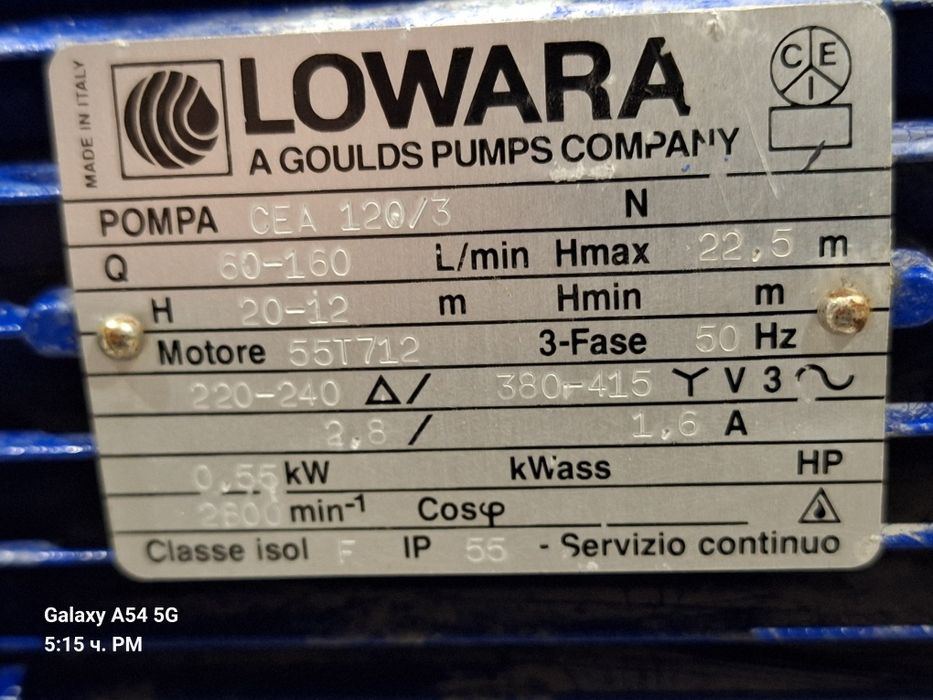 MADE IN ITALY
LOWARA
A GOULDS PUMPS COMPANY
CEI
POMPA CEA 120/3 N
Q 60-160 L/min Hmax 22,5 m
H 20-12 m Hmin m
Motore 55T712 3-Fase 50 Hz
220-240 Δ/ 380-415 Y V 3 ~
2,8 / 1,6 A
0,55 kW kWass HP
2800 min-1 Cosφ
Classe isol F IP 55 - Servizio continuo
Galaxy A54 5G
5:15 ч. PM